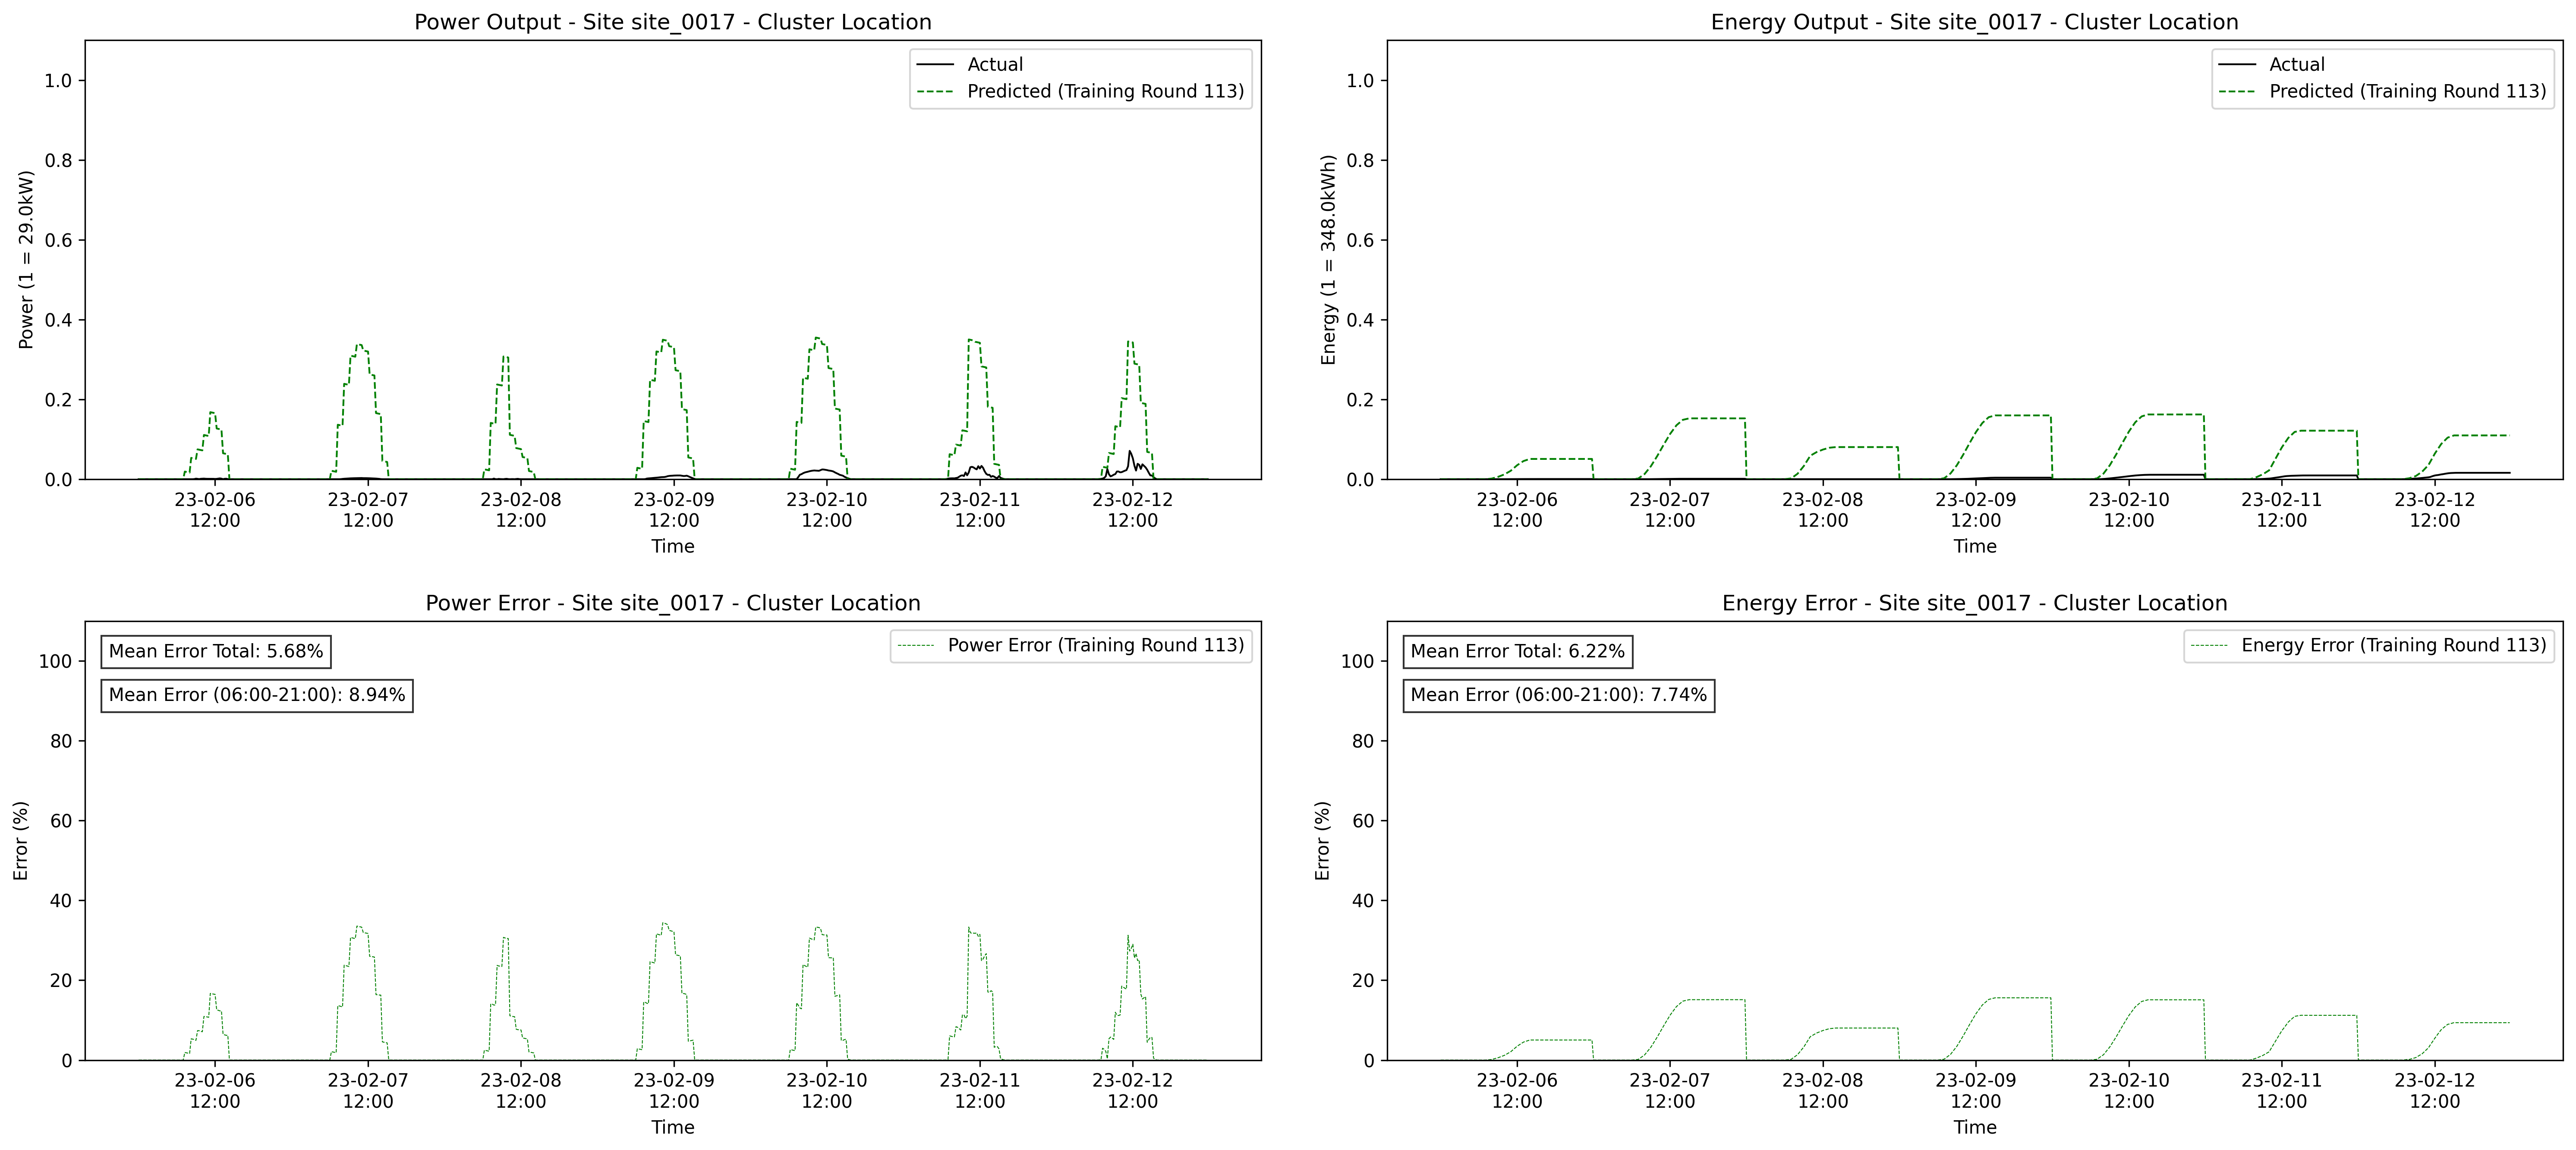 Power Output - Site site_0017 - Cluster Location
Actual
Predicted (Training Round 113)
Power (1 = 29.0kW)
1.0
0.8
0.6
0.4
0.2
0.0
23-02-06 23-02-07 23-02-08 23-02-09 23-02-10 23-02-11 23-02-12
12:00 12:00 12:00 12:00 12:00 12:00 12:00
Time
Energy Output - Site site_0017 - Cluster Location
Actual
Predicted (Training Round 113)
Energy (1 = 348.0kWh)
1.0
0.8
0.6
0.4
0.2
0.0
23-02-06 23-02-07 23-02-08 23-02-09 23-02-10 23-02-11 23-02-12
12:00 12:00 12:00 12:00 12:00 12:00 12:00
Time
Power Error - Site site_0017 - Cluster Location
Mean Error Total: 5.68%
Mean Error (06:00-21:00): 8.94%
Power Error (Training Round 113)
Error (%)
100
80
60
40
20
0
23-02-06 23-02-07 23-02-08 23-02-09 23-02-10 23-02-11 23-02-12
12:00 12:00 12:00 12:00 12:00 12:00 12:00
Time
Energy Error - Site site_0017 - Cluster Location
Mean Error Total: 6.22%
Mean Error (06:00-21:00): 7.74%
Energy Error (Training Round 113)
Error (%)
100
80
60
40
20
0
23-02-06 23-02-07 23-02-08 23-02-09 23-02-10 23-02-11 23-02-12
12:00 12:00 12:00 12:00 12:00 12:00 12:00
Time